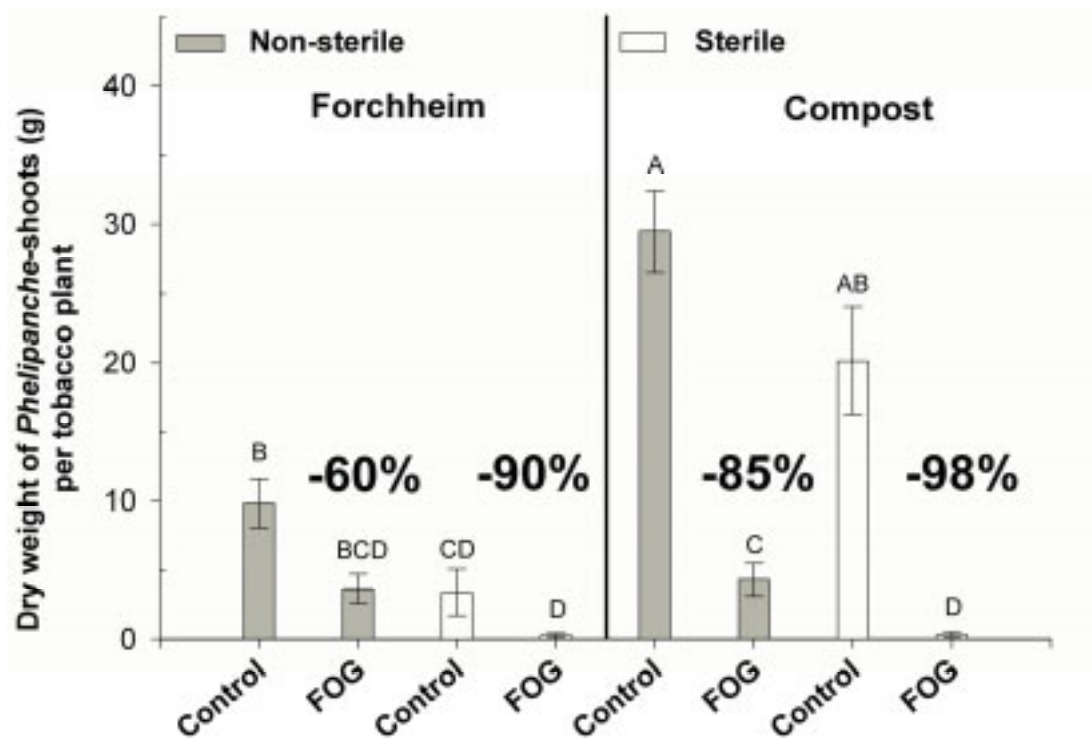 Non-sterile
Sterile
Forchheim
Compost
Dry weight of Phelipanche-shoots (g)
per tobacco plant
40
30
20
10
0
B
-60%
BCD
CD
-90%
D
A
-85%
C
AB
-98%
D
Control
FOG
Control
FOG
Control
FOG
Control
FOG